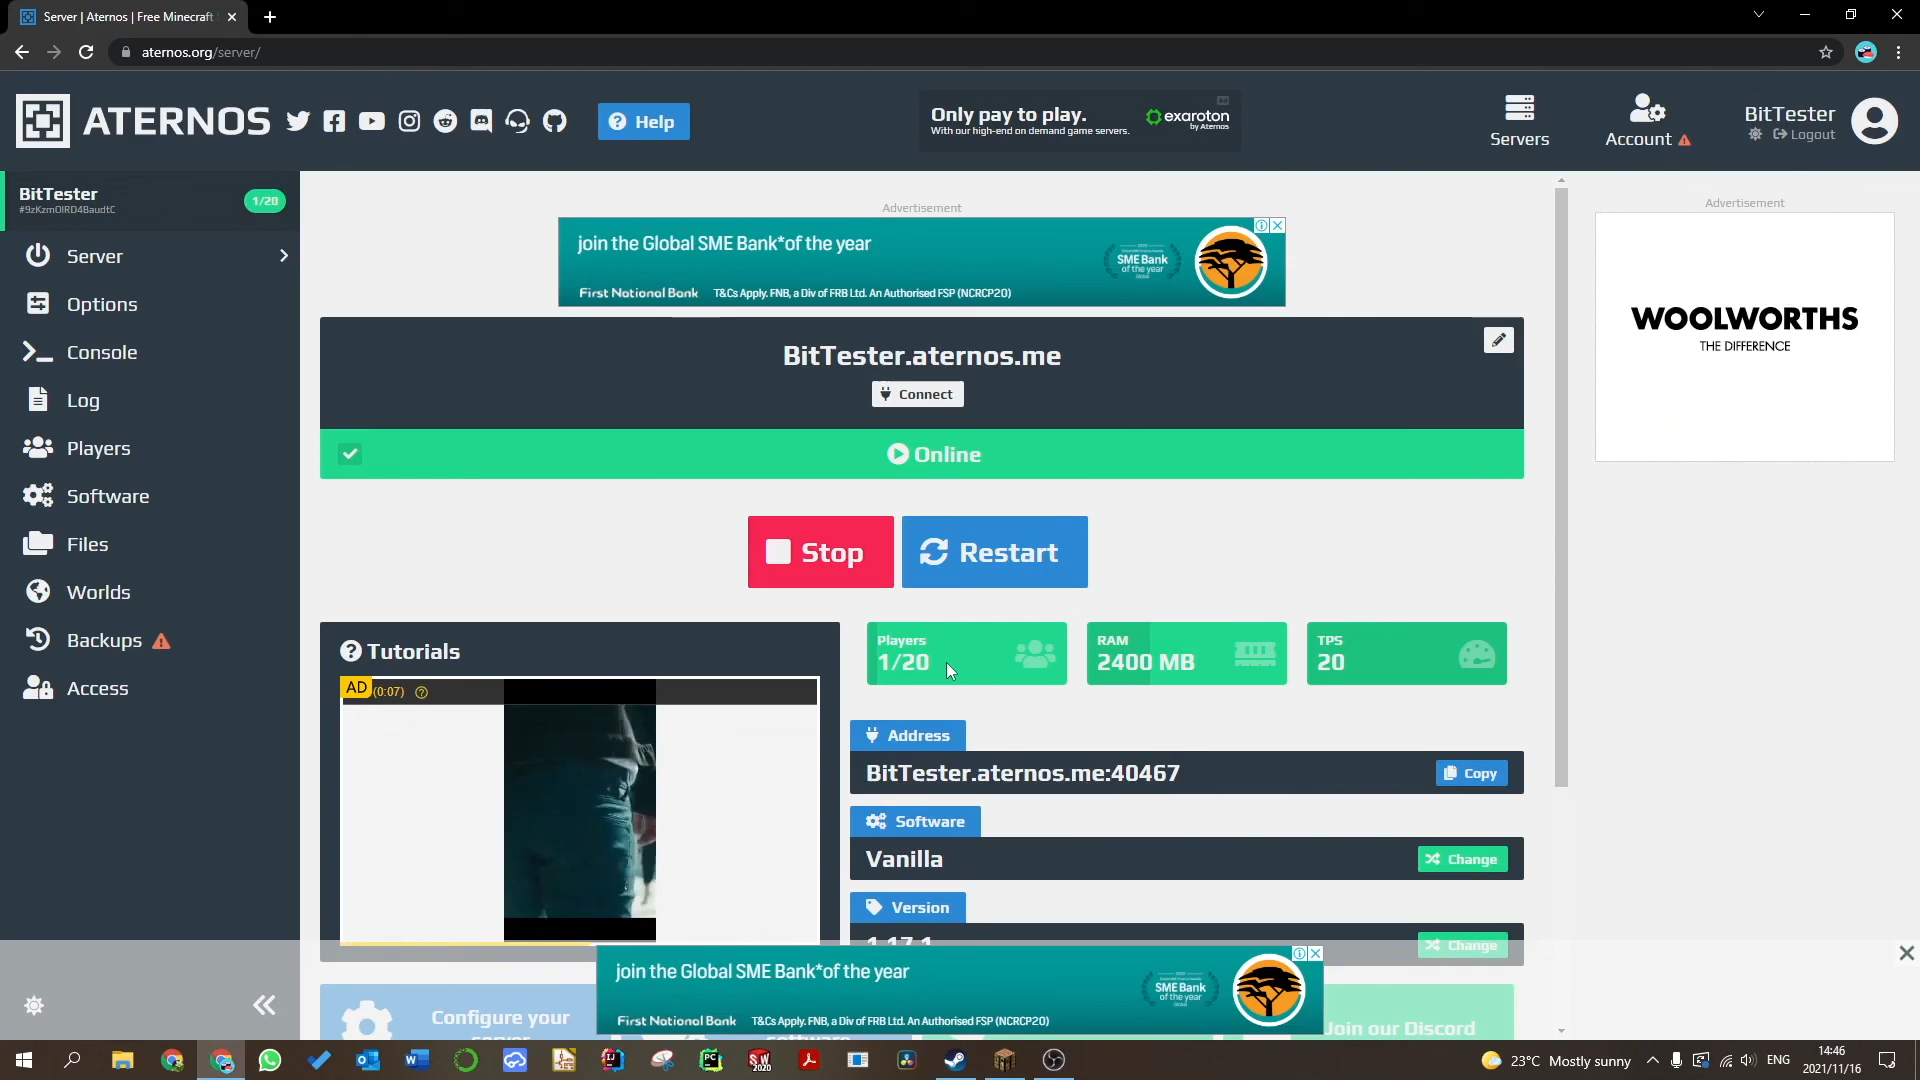 Server | Aternos | Free Minecraft
aternos.org/server/
ATERNOS
Help
Only pay to play.
With our high-end on demand game servers.
exaroton
by Aternos
Ad
Servers
Account
BitTester
Logout
BitTester
1/20
Server
Options
Console
Log
Players
Software
Files
Worlds
Backups
Access
Advertisement
join the Global SME Bank*of the year
First National Bank T&Cs Apply. FNB, a Div of FRB Ltd. An Authorised FSP (NCRCP20)
SME Bank
of the year
Global
BitTester.aternos.me
Connect
Online
Stop
Restart
Tutorials
AD (0:07)
Players
1/20
RAM
2400 MB
TPS
20
Address
BitTester.aternos.me:40467
Copy
Software
Vanilla
Change
Version
1.17.1
Change
Advertisement
WOOLWORTHS
THE DIFFERENCE
join the Global SME Bank*of the year
First National Bank T&Cs Apply. FNB, a Div of FRB Ltd. An Authorised FSP (NCRCP20)
SME Bank
of the year
Global
Configure your
Join our Discord
23°C Mostly sunny
ENG
14:46
2021/11/16